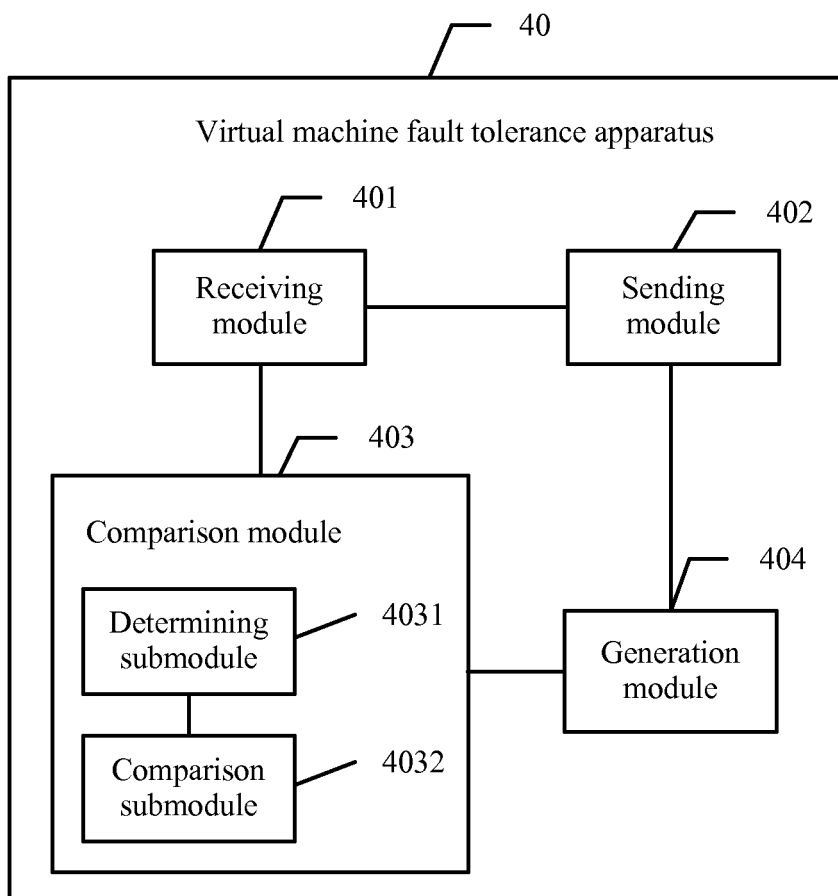 40
Virtual machine fault tolerance apparatus
401
402
Receiving
module
Sending
module
403
Comparison module
404
Determining
submodule
4031
Generation
module
Comparison
submodule
4032